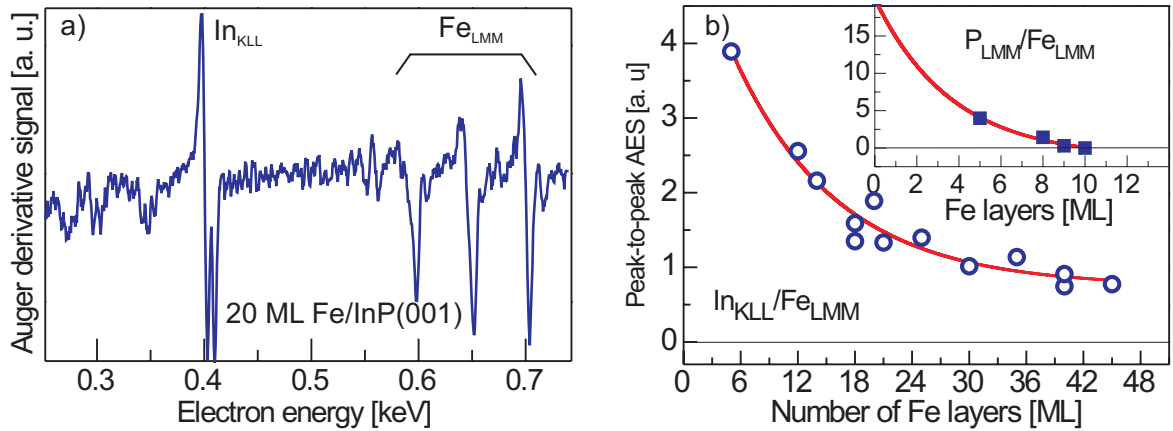 a)
In_KLL
Fe_LMM
20 ML Fe/InP(001)
Auger derivative signal [a. u.]
0.3 0.4 0.5 0.6 0.7
Electron energy [keV]
b)
P_LMM/Fe_LMM
15
10
5
0
0 2 4 6 8 10 12
Fe layers [ML]
Peak-to-peak AES [a. u]
4
3
2
1
0
In_KLL/Fe_LMM
0 6 12 18 24 30 36 42 48
Number of Fe layers [ML]